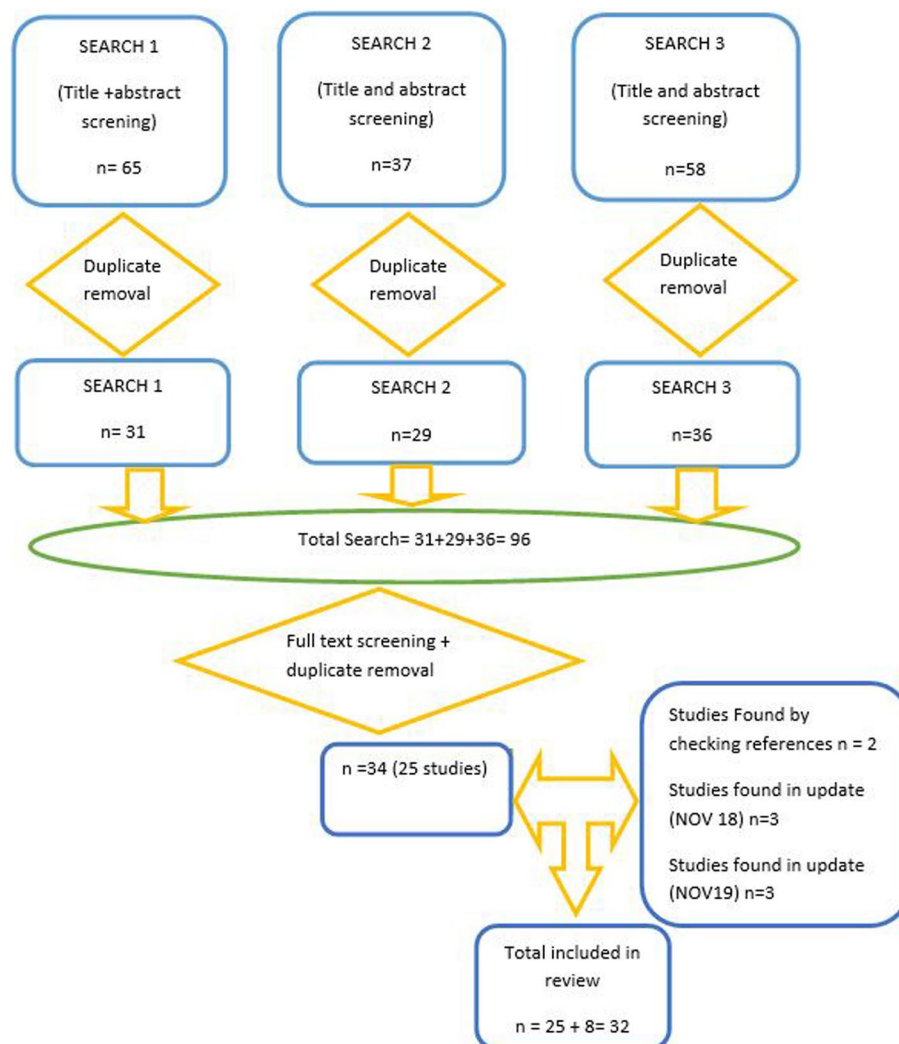 SEARCH 1
(Title +abstract
screning)
n= 65
SEARCH 2
(Title and abstract
screening)
n=37
SEARCH 3
(Title and abstract
screening)
n=58
Duplicate
removal
Duplicate
removal
Duplicate
removal
SEARCH 1
n= 31
SEARCH 2
n=29
SEARCH 3
n=36
Total Search= 31+29+36= 96
Full text screening +
duplicate removal
n =34 (25 studies)
Studies Found by
checking references n = 2
Studies found in update
(NOV 18) n=3
Studies found in update
(NOV19) n=3
Total included in
review
n = 25 + 8= 32